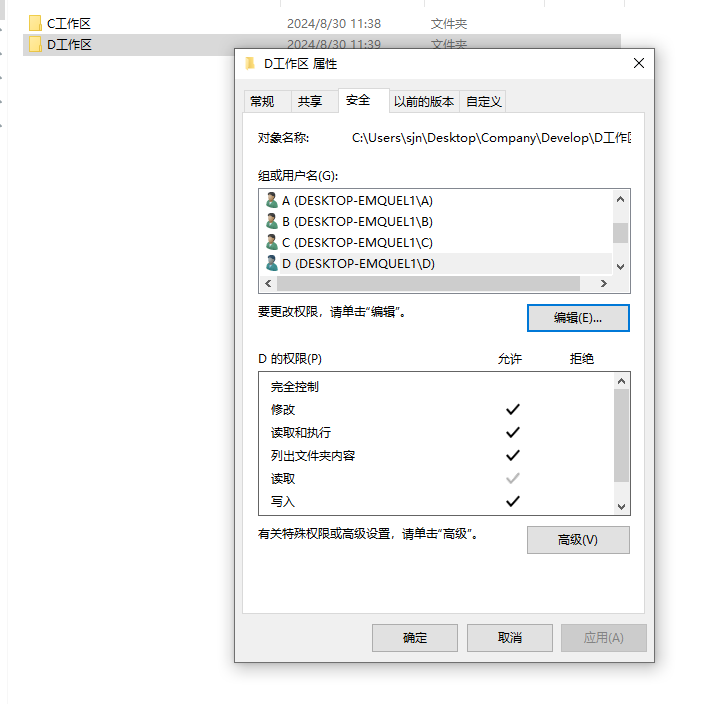 C工作区 2024/8/30 11:38 文件夹
D工作区 2024/8/30 11:39 文件夹
D工作区 属性
常规 共享 安全 以前的版本 自定义
对象名称: C:\Users\sjn\Desktop\Company\Develop\D工作区
组或用户名(G):
A (DESKTOP-EMQUEL1\A)
B (DESKTOP-EMQUEL1\B)
C (DESKTOP-EMQUEL1\C)
D (DESKTOP-EMQUEL1\D)
要更改权限，请单击“编辑”。 编辑(E)...
D 的权限(P) 允许 拒绝
完全控制
修改
读取和执行
列出文件夹内容
读取
写入
有关特殊权限或高级设置，请单击“高级”。 高级(V)
确定 取消 应用(A)